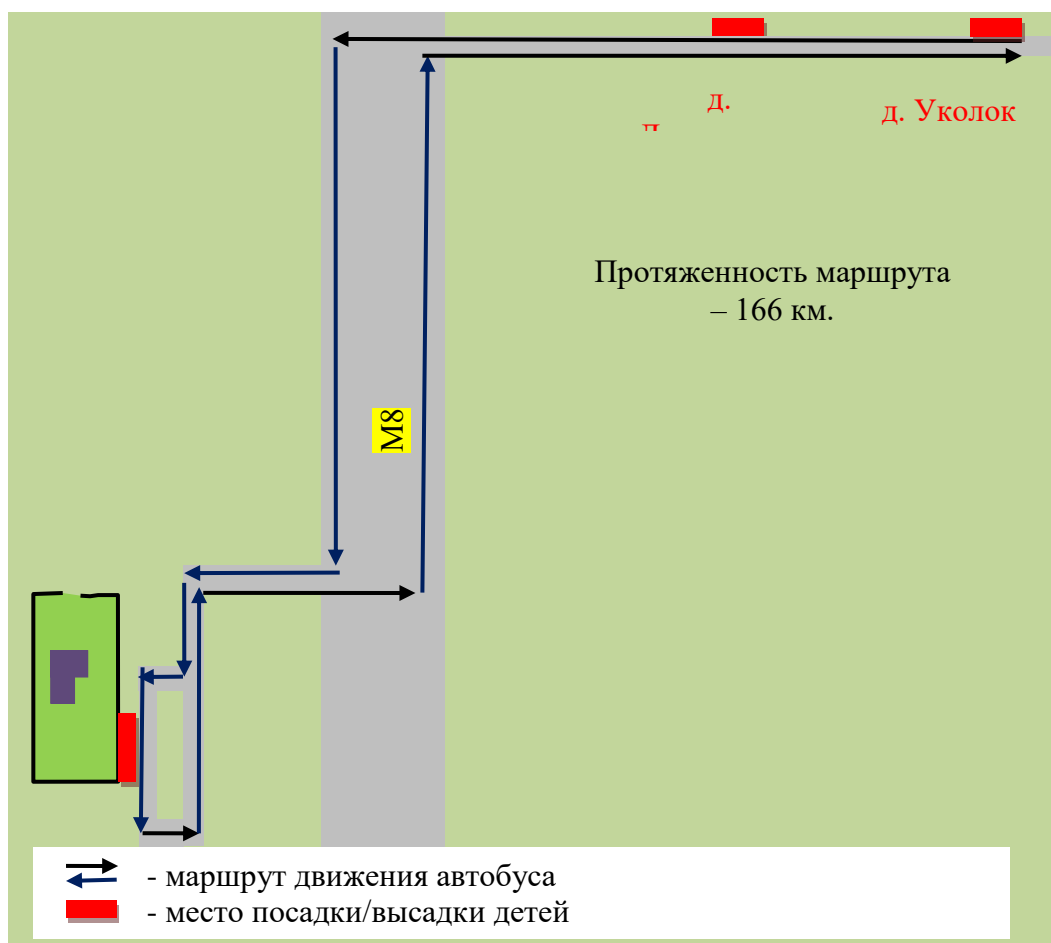 д.
д. Уколок
Протяженность маршрута
– 166 км.
М8
- маршрут движения автобуса
- место посадки/высадки детей